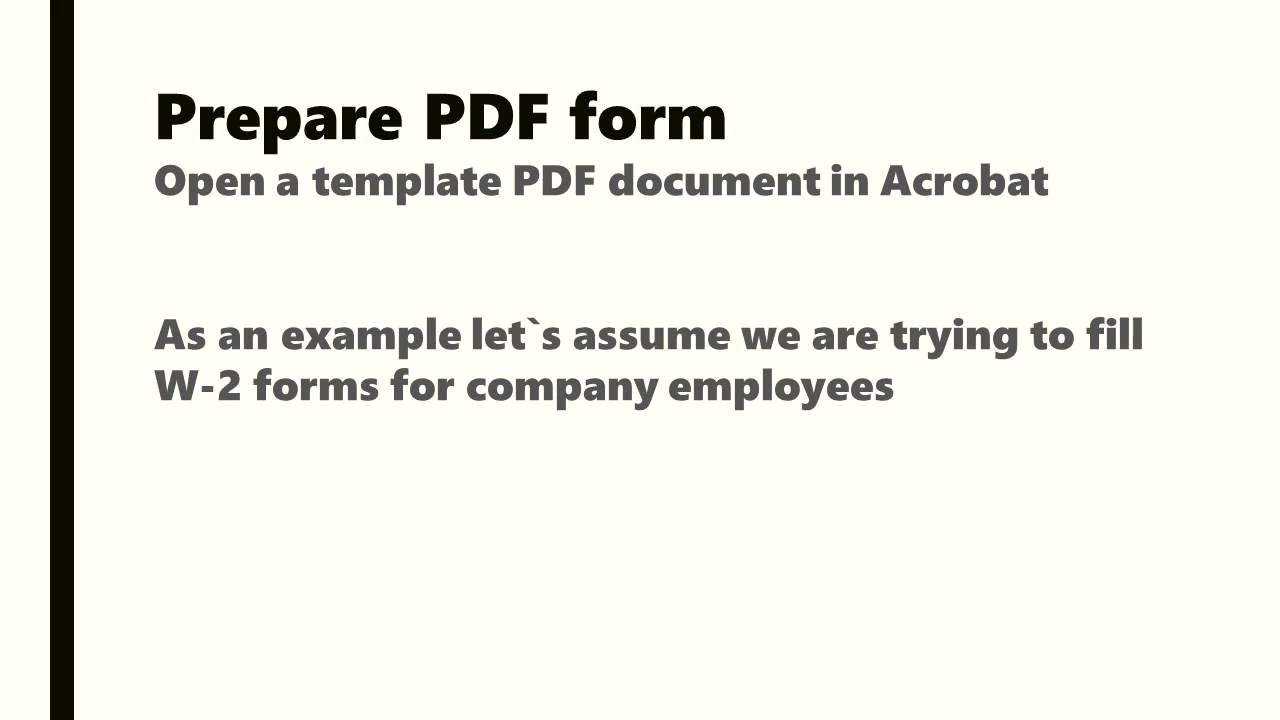 Prepare PDF form
Open a template PDF document in Acrobat
As an example let`s assume we are trying to fill
W-2 forms for company employees